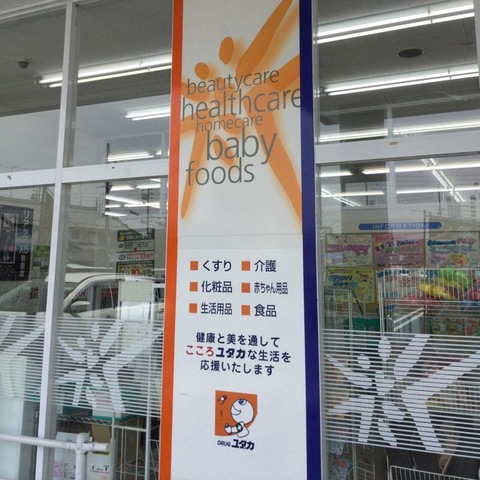 beautycare
healthcare
homecare
baby
foods
INFORMATION
■くすり ■介護
■化粧品 ■赤ちゃん用品
■生活用品 ■食品
健康と美を通して
こころユタカな生活を
応援いたします
DRUG ユタカ